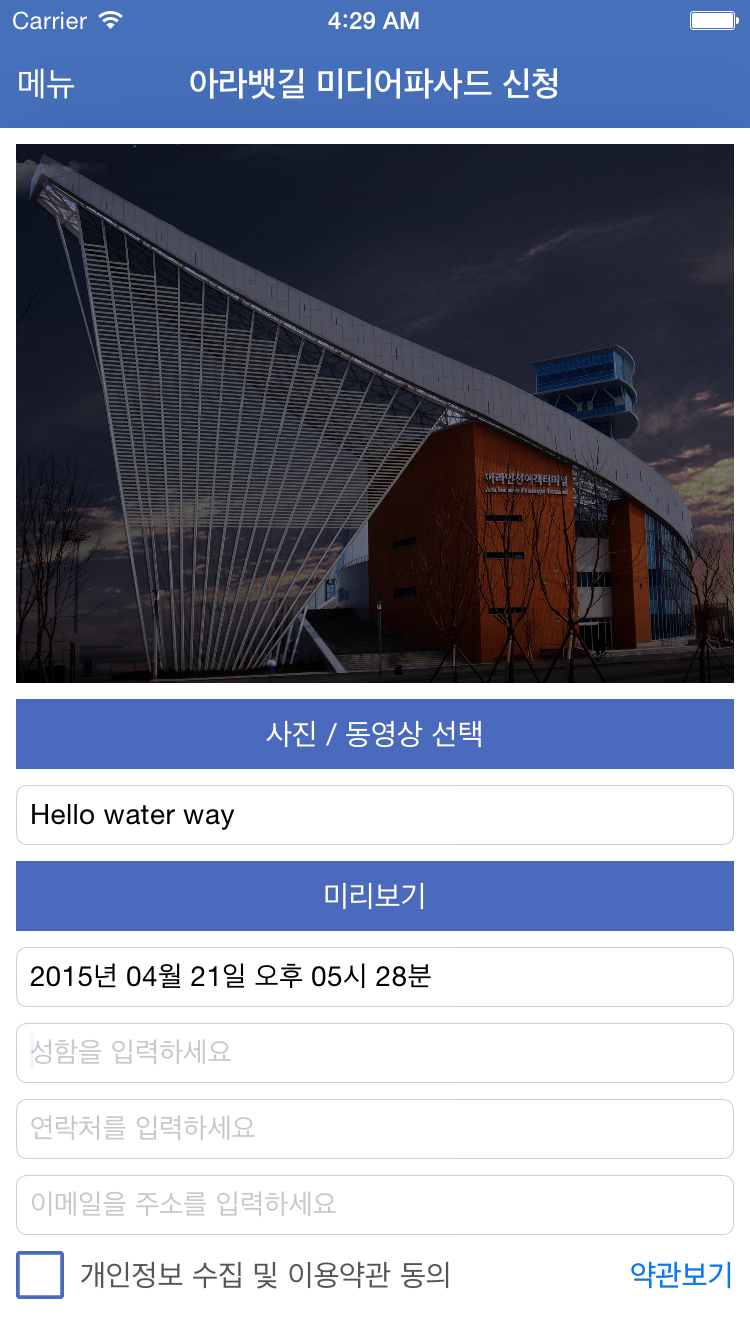 Carrier 4:29 AM
메뉴 아라뱃길 미디어파사드 신청
아라인천여객터미널
사진 / 동영상 선택
Hello water way
미리보기
2015년 04월 21일 오후 05시 28분
성함을 입력하세요
연락처를 입력하세요
이메일을 주소를 입력하세요
개인정보 수집 및 이용약관 동의 약관보기